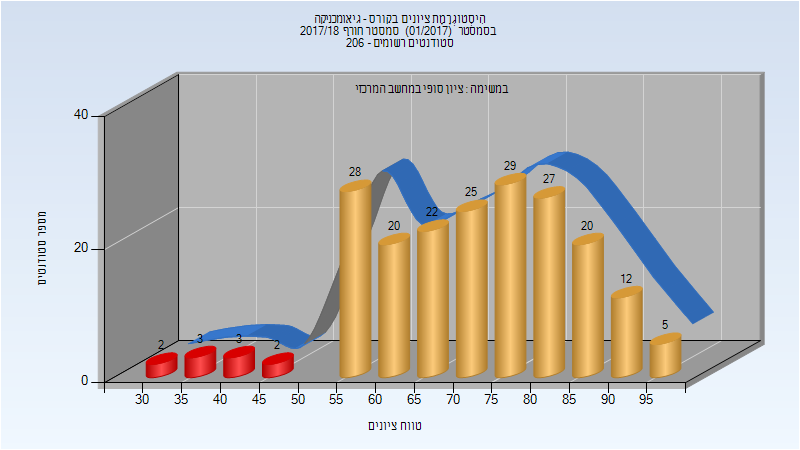 היסטוגרמת ציונים בקורס - גיאומכניקה
בסמסטר (01/2017) סמסטר חורף 2017/18
סטודנטים רשומים - 206
במשימה : ציון סופי במחשב המרכזי
מספר סטודנטים
40
20
0
2
3
3
2
28
20
22
25
29
27
20
12
5
30 35 40 45 50 55 60 65 70 75 80 85 90 95
טווח ציונים